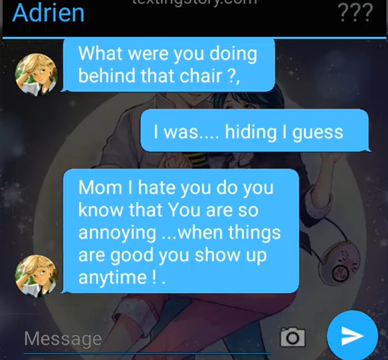 textingstory.com
Adrien ???
What were you doing
behind that chair ?,
I was.... hiding I guess
Mom I hate you do you
know that You are so
annoying ...when things
are good you show up
anytime ! .
Message